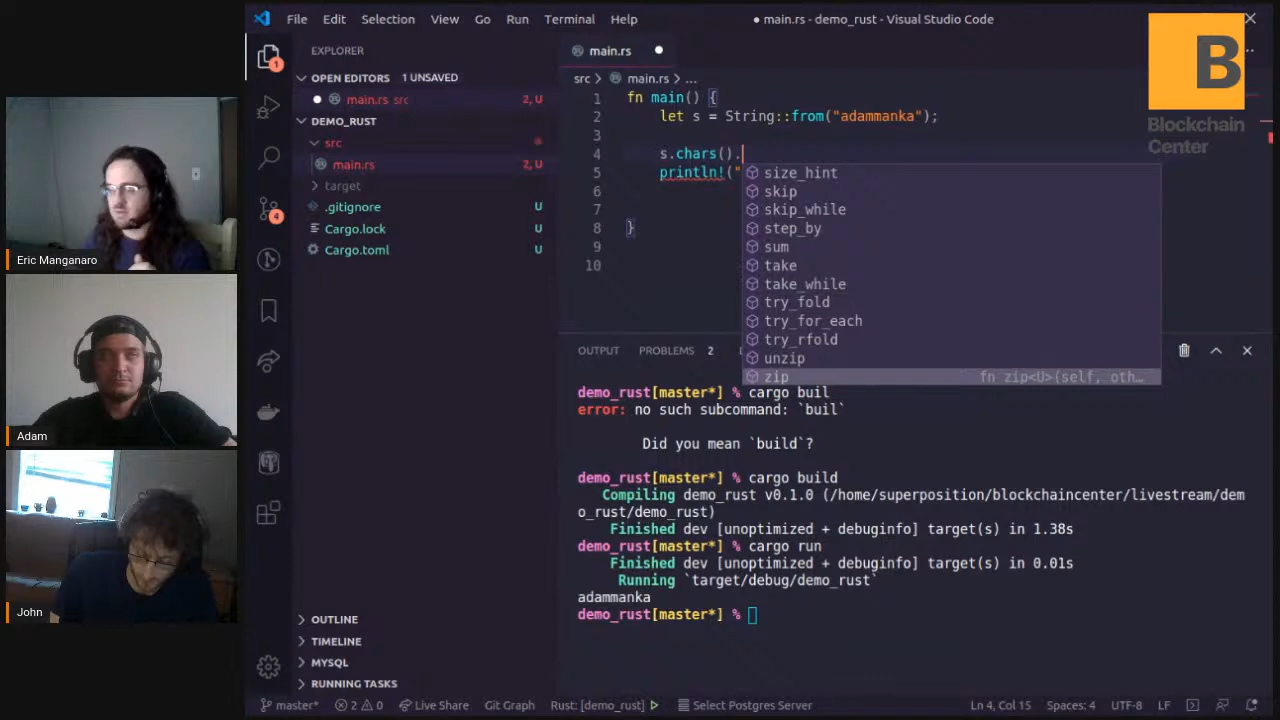 File Edit Selection View Go Run Terminal Help
● main.rs - demo_rust - Visual Studio Code
B
Blockchain
Center
EXPLORER
OPEN EDITORS 1 UNSAVED
main.rs src 2, U
DEMO_RUST
src
main.rs 2, U
target
.gitignore U
Cargo.lock U
Cargo.toml U
1
4
OUTLINE
TIMELINE
MYSQL
RUNNING TASKS
main.rs
src > main.rs > ...
1 fn main() {
2 let s = String::from("adammanka");
3
4 s.chars().
5 println!("
6
7
8 }
9
10
size_hint
skip
skip_while
step_by
sum
take
take_while
try_fold
try_for_each
try_rfold
unzip
zip fn zip<U>(self, oth…
OUTPUT PROBLEMS 2
demo_rust[master*] % cargo buil
error: no such subcommand: `buil`
Did you mean `build`?
demo_rust[master*] % cargo build
Compiling demo_rust v0.1.0 (/home/superposition/blockchaincenter/livestream/dem
o_rust/demo_rust)
Finished dev [unoptimized + debuginfo] target(s) in 1.38s
demo_rust[master*] % cargo run
Finished dev [unoptimized + debuginfo] target(s) in 0.01s
Running `target/debug/demo_rust`
adammanka
demo_rust[master*] %
Eric Manganaro
Adam
John
master* 2 0 Live Share Git Graph Rust: [demo_rust] Select Postgres Server Ln 4, Col 15 Spaces: 4 UTF-8 LF